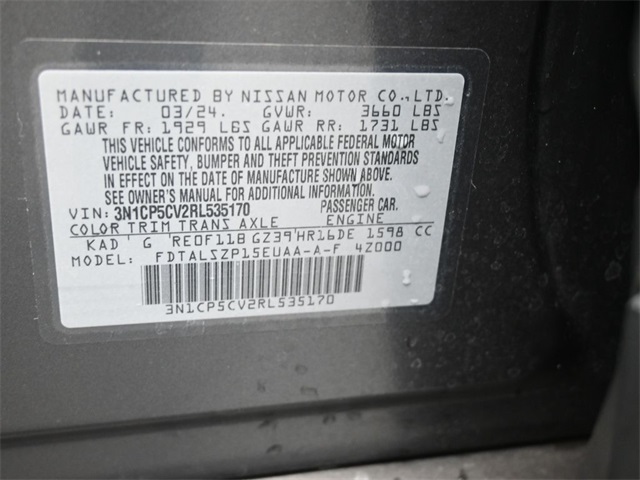 MANUFACTURED BY NISSAN MOTOR CO., LTD.
DATE: 03/24. GVWR: 3660 LBS
GAWR FR: 1929 LBS GAWR RR: 1731 LBS
THIS VEHICLE CONFORMS TO ALL APPLICABLE FEDERAL MOTOR
VEHICLE SAFETY, BUMPER AND THEFT PREVENTION STANDARDS
IN EFFECT ON THE DATE OF MANUFACTURE SHOWN ABOVE.
SEE OWNER'S MANUAL FOR ADDITIONAL INFORMATION
VIN: 3N1CP5CV2RL535170 PASSENGER CAR.
COLOR TRIM TRANS AXLE ENGINE
KAD G RE0F11B GZ39 HR16DE 1598 CC
MODEL: FDTALSZP15EUAA-A-F 4Z000
3N1CP5CV2RL535170